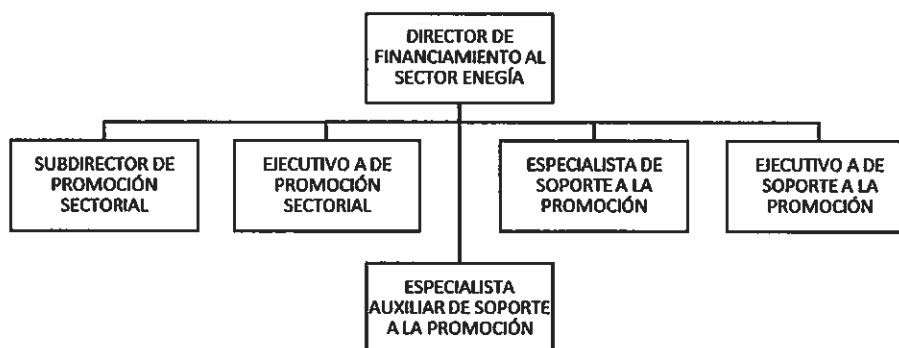 DIRECTOR DE
FINANCIAMIENTO AL
SECTOR ENEGÍA
SUBDIRECTOR DE
PROMOCIÓN
SECTORIAL
EJECUTIVO A DE
PROMOCIÓN
SECTORIAL
ESPECIALISTA DE
SOPORTE A LA
PROMOCIÓN
EJECUTIVO A DE
SOPORTE A LA
PROMOCIÓN
ESPECIALISTA
AUXILIAR DE SOPORTE
A LA PROMOCIÓN